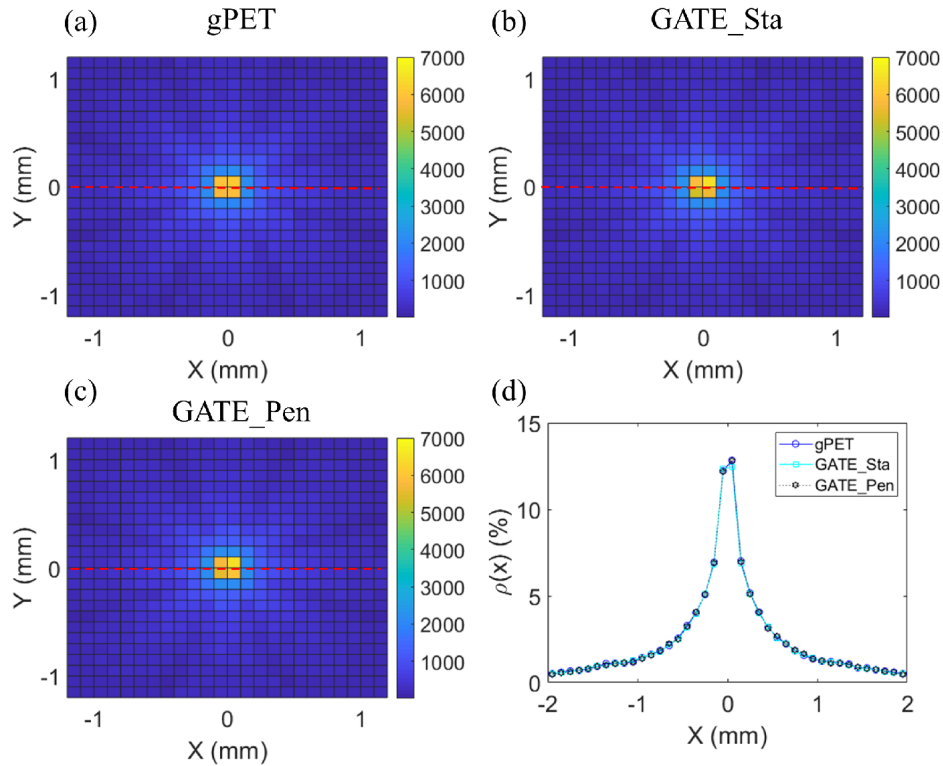 (a) gPET
1
0
-1
Y (mm)
-1 0 1
X (mm)
7000
6000
5000
4000
3000
2000
1000
(b) GATE_Sta
1
0
-1
Y (mm)
-1 0 1
X (mm)
7000
6000
5000
4000
3000
2000
1000
(c) GATE_Pen
1
0
-1
Y (mm)
-1 0 1
X (mm)
7000
6000
5000
4000
3000
2000
1000
(d)
15
10
5
0
ρ(x) (%)
-2 -1 0 1 2
X (mm)
gPET
GATE_Sta
GATE_Pen